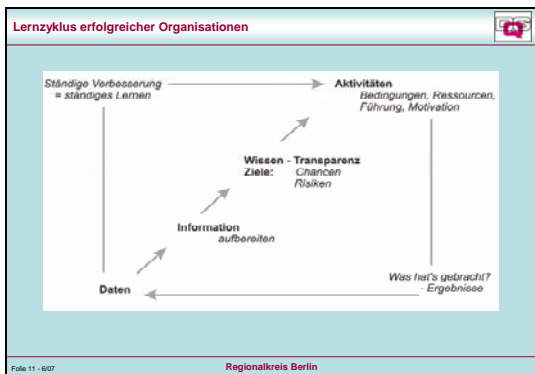 Lernzyklus erfolgreicher Organisationen
DGQ
Ständige Verbesserung
= ständiges Lernen
Aktivitäten
Bedingungen, Ressourcen,
Führung, Motivation
Wissen - Transparenz
Ziele: Chancen
Risiken
Information
aufbereiten
Daten
Was hat's gebracht?
- Ergebnisse
Folie 11 - 6/07
Regionalkreis Berlin